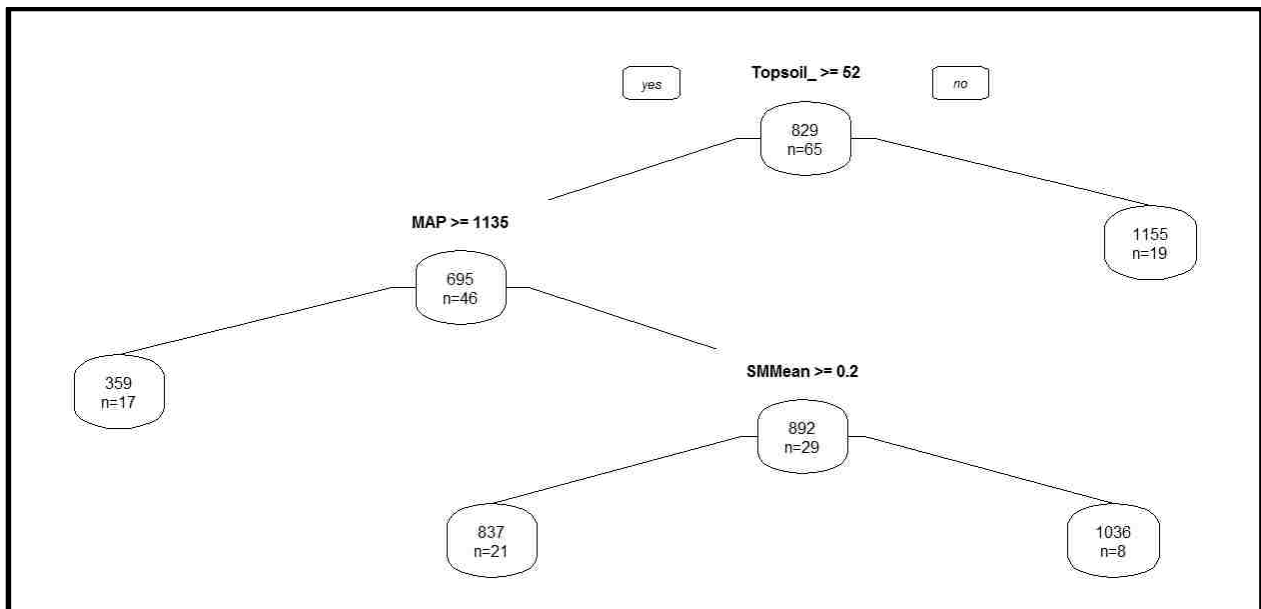 yes
Topsoil_ >= 52
no
829
n=65
MAP >= 1135
1155
n=19
695
n=46
SMMean >= 0.2
359
n=17
892
n=29
837
n=21
1036
n=8